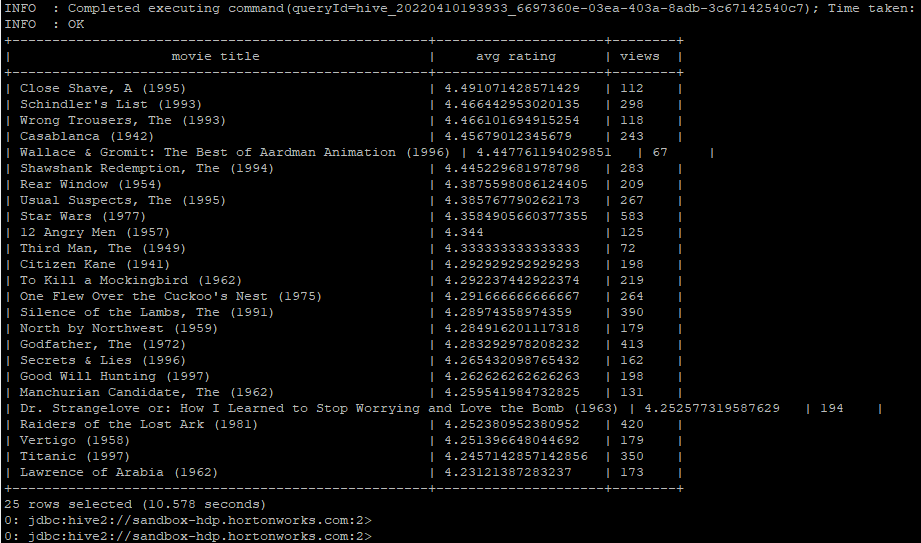 INFO  : Completed executing command(queryId=hive_20220410193933_6697360e-03ea-403a-8adb-3c67142540c7); Time taken:
INFO  : OK
+----------------------------------------------------+---------------------+--------+
|                    movie title                     |     avg rating      | views  |
+----------------------------------------------------+---------------------+--------+
| Close Shave, A (1995)                              | 4.491071428571429   | 112    |
| Schindler's List (1993)                            | 4.466442953020135   | 298    |
| Wrong Trousers, The (1993)                         | 4.466101694915254   | 118    |
| Casablanca (1942)                                  | 4.45679012345679    | 243    |
| Wallace & Gromit: The Best of Aardman Animation (1996) | 4.447761194029851   | 67     |
| Shawshank Redemption, The (1994)                   | 4.445229681978798   | 283    |
| Rear Window (1954)                                 | 4.3875598086124405  | 209    |
| Usual Suspects, The (1995)                         | 4.385767790262173   | 267    |
| Star Wars (1977)                                   | 4.3584905660377355  | 583    |
| 12 Angry Men (1957)                                | 4.344               | 125    |
| Third Man, The (1949)                              | 4.333333333333333   | 72     |
| Citizen Kane (1941)                                | 4.292929292929293   | 198    |
| To Kill a Mockingbird (1962)                       | 4.292237442922374   | 219    |
| One Flew Over the Cuckoo's Nest (1975)             | 4.291666666666667   | 264    |
| Silence of the Lambs, The (1991)                   | 4.28974358974359    | 390    |
| North by Northwest (1959)                          | 4.284916201117318   | 179    |
| Godfather, The (1972)                              | 4.283292978208232   | 413    |
| Secrets & Lies (1996)                              | 4.265432098765432   | 162    |
| Good Will Hunting (1997)                           | 4.262626262626263   | 198    |
| Manchurian Candidate, The (1962)                   | 4.259541984732825   | 131    |
| Dr. Strangelove or: How I Learned to Stop Worrying and Love the Bomb (1963) | 4.252577319587629   | 194    |
| Raiders of the Lost Ark (1981)                     | 4.252380952380952   | 420    |
| Vertigo (1958)                                     | 4.251396648044692   | 179    |
| Titanic (1997)                                     | 4.2457142857142856  | 350    |
| Lawrence of Arabia (1962)                          | 4.23121387283237    | 173    |
+----------------------------------------------------+---------------------+--------+
25 rows selected (10.578 seconds)
0: jdbc:hive2://sandbox-hdp.hortonworks.com:2>
0: jdbc:hive2://sandbox-hdp.hortonworks.com:2>